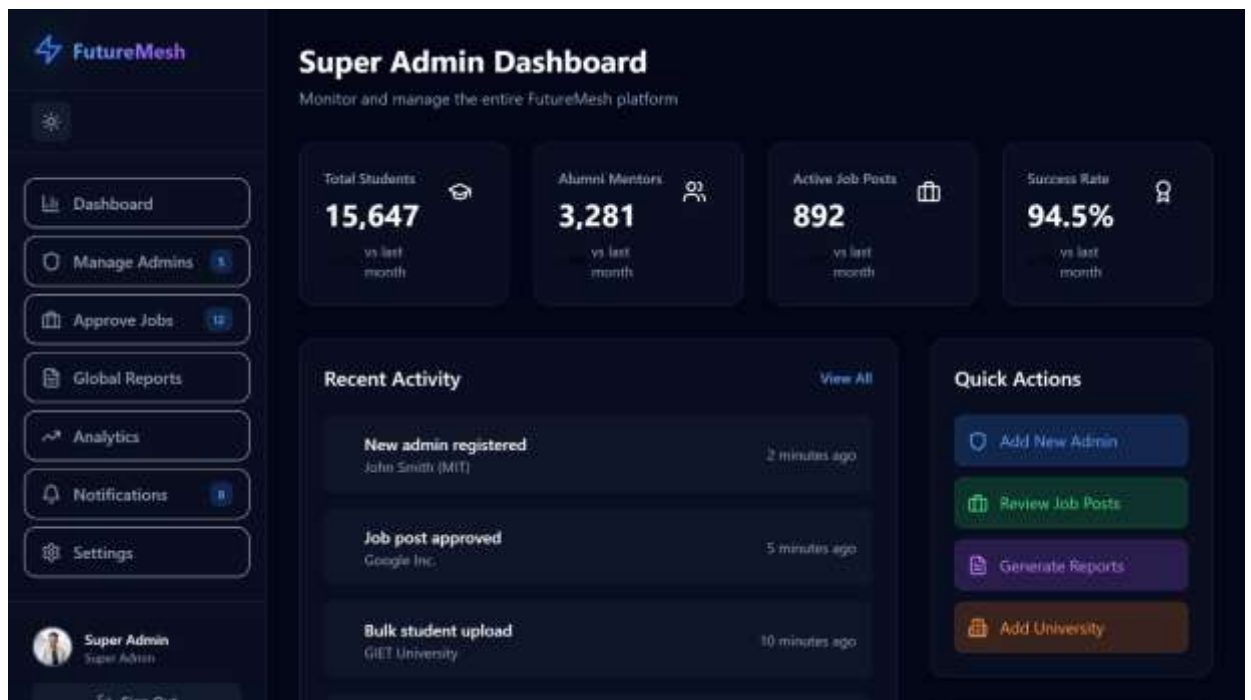 FutureMesh
Dashboard
Manage Admins
Approve Jobs 12
Global Reports
Analytics
Notifications
Settings
Super Admin
Super Admin
Sign Out
Super Admin Dashboard
Monitor and manage the entire FutureMesh platform
Total Students
15,647
vs last
month
Alumni Mentors
3,281
vs last
month
Active Job Posts
892
vs last
month
Success Rate
94.5%
vs last
month
Recent Activity View All
New admin registered
John Smith (MIT)
2 minutes ago
Job post approved
Google Inc.
5 minutes ago
Bulk student upload
GIET University
10 minutes ago
Quick Actions
Add New Admin
Review Job Posts
Generate Reports
Add University